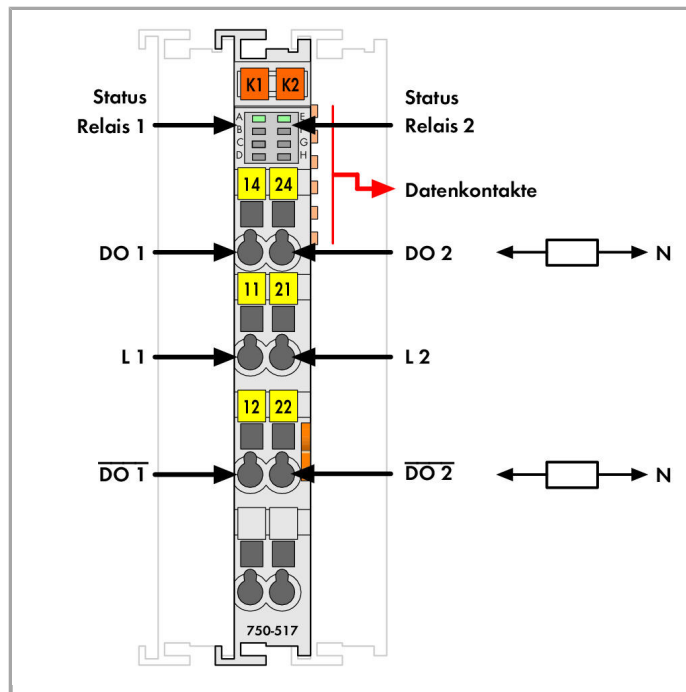 K1 K2
Status
Relais 1
Status
Relais 2
A E
B F
C G
D H
Datenkontakte
14 24
DO 1
DO 2
N
11 21
L 1
L 2
12 22
DO 1
DO 2
N
750-517